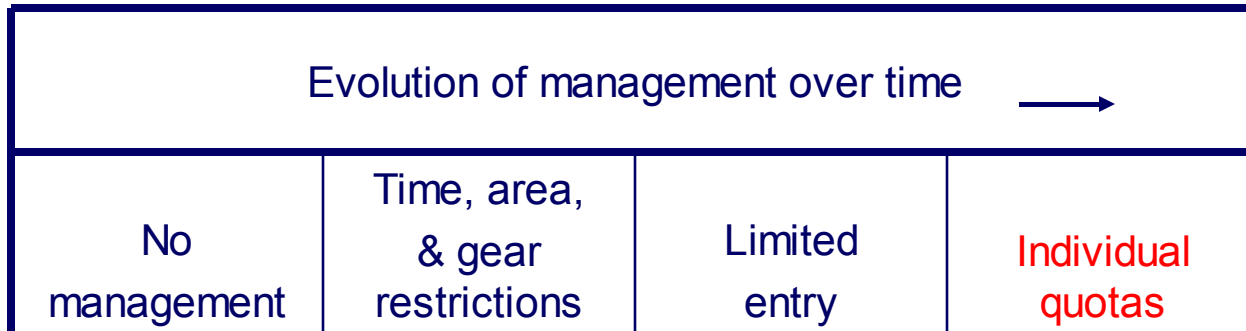 Evolution of management over time
No
management
Time, area,
& gear
restrictions
Limited
entry
Individual
quotas